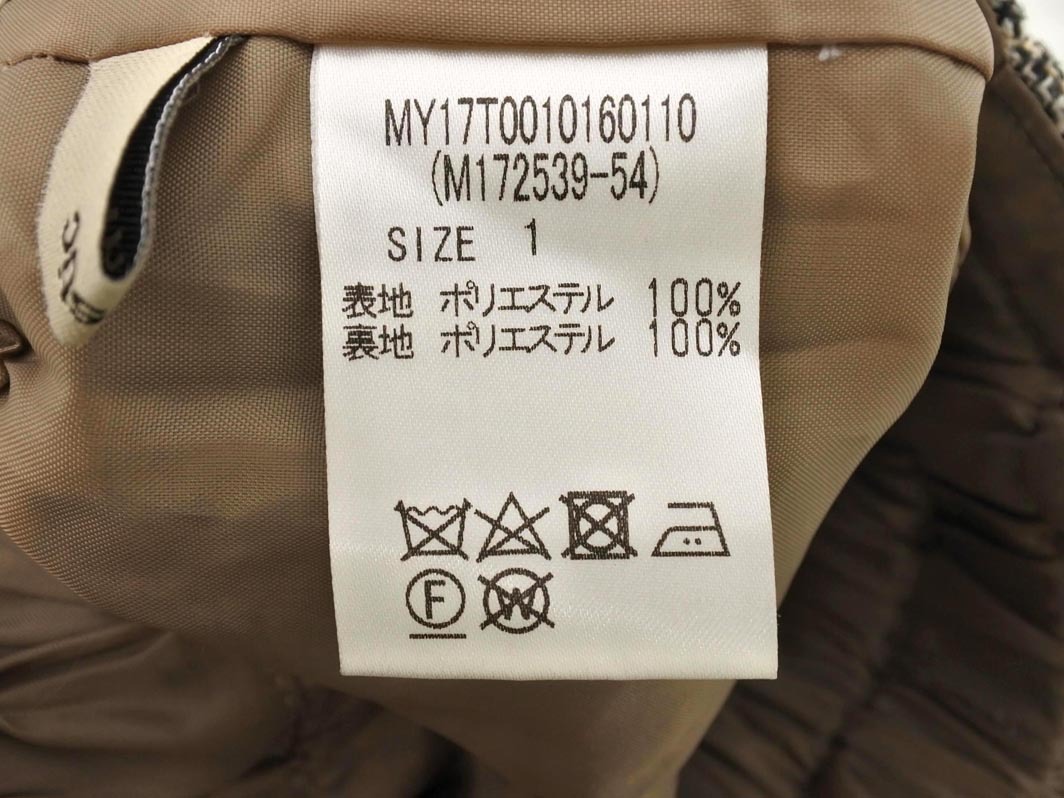 MY17T0010160110
(M172539-54)
SIZE 1
表地 ポリエステル 100%
裏地 ポリエステル 100%
F
W